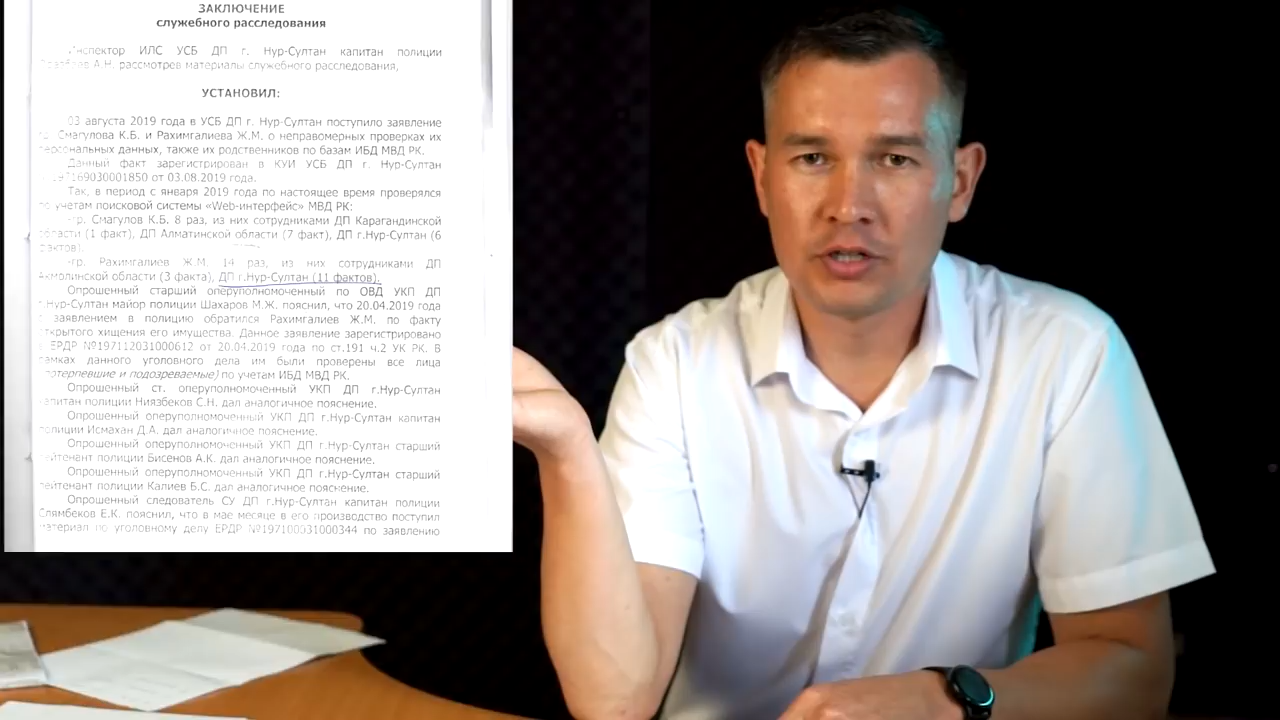 ЗАКЛЮЧЕНИЕ
служебного расследования
Инспектор ИЛС УСБ ДП г. Нур-Султан капитан полиции
А.Н. рассмотрев материалы служебного расследования,
УСТАНОВИЛ:
03 августа 2019 года в УСБ ДП г. Нур-Султан поступило заявление
гр. Смагулова К.Б. и Рахимгалиева Ж.М. о неправомерных проверках их
персональных данных, также их родственников по базам ИБД МВД РК.
Данный факт зарегистрирован в КУИ УСБ ДП г. Нур-Султан
от 03.08.2019 года.
Так, в период с января 2019 года по настоящее время проверялся
по учетам поисковой системы «Web-интерфейс» МВД РК:
-гр. Смагулов К.Б. 8 раз, из них сотрудниками ДП Карагандинской
области (1 факт), ДП Алматинской области (7 факт), ДП г.Нур-Султан (6
фактов).
-гр. Рахимгалиев Ж.М. 14 раз, из них сотрудниками ДП
Акмолинской области (3 факта), ДП г.Нур-Султан (11 фактов).
Опрошенный старший оперуполномоченный по ОВД УКП ДП
г.Нур-Султан майор полиции Шахаров М.Ж. пояснил, что 20.04.2019 года
с заявлением в полицию обратился Рахимгалиев Ж.М. по факту
открытого хищения его имущества. Данное заявление зарегистрировано
в ЕРДР №197112031000612 от 20.04.2019 года по ст.191 ч.2 УК РК. В
рамках данного уголовного дела им были проверены все лица
(потерпевшие и подозреваемые) по учетам ИБД МВД РК.
Опрошенный ст. оперуполномоченный УКП ДП г.Нур-Султан
капитан полиции Ниязбеков С.Н. дал аналогичное пояснение.
Опрошенный оперуполномоченный УКП ДП г.Нур-Султан капитан
полиции Исмахан Д.А. дал аналогичное пояснение.
Опрошенный оперуполномоченный УКП ДП г.Нур-Султан старший
лейтенант полиции Бисенов А.К. дал аналогичное пояснение.
Опрошенный оперуполномоченный УКП ДП г.Нур-Султан старший
лейтенант полиции Калиев Б.С. дал аналогичное пояснение.
Опрошенный следователь СУ ДП г.Нур-Султан капитан полиции
Слямбеков Е.К. пояснил, что в мае месяце в его производство поступил
материал по уголовному делу ЕРДР №197100031000344 по заявлению